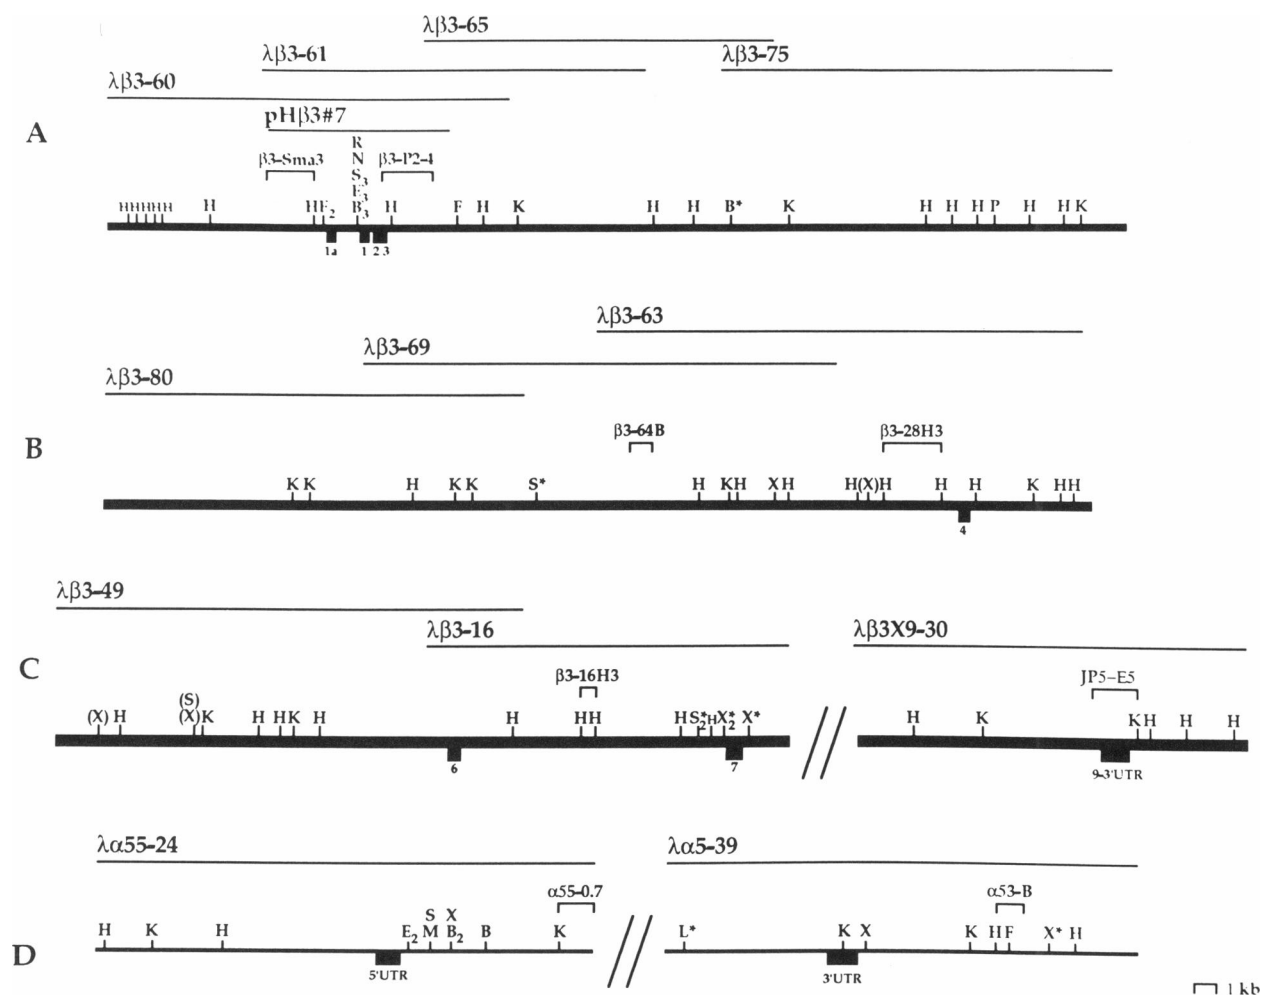 λβ3-65
λβ3-61
λβ3-75
λβ3-60
pHβ3#7
A
R
β3-Sma3 N β3-P2-4
S3
E3
HHHHH H HF2 B3 H F H K H H B* K H H H P H H K
1a 1 2 3
λβ3-63
λβ3-69
λβ3-80
B
β3-64B β3-28H3
K K H K K S* H K H X H H (X) H H H K H H
4
λβ3-49
λβ3-16 λβ3X9-30
C
β3-16H3 JP5-E5
(S)
(X) H (X) K H H K H H H H H S2* H X2* X* H K K H H H
6 7 9-3'UTR
λα55-24 λα5-39
α55-0.7 α53-B
S X
D
H K H E2 M B2 B K L* K X K H F X* H
5'UTR 3'UTR
1 kb